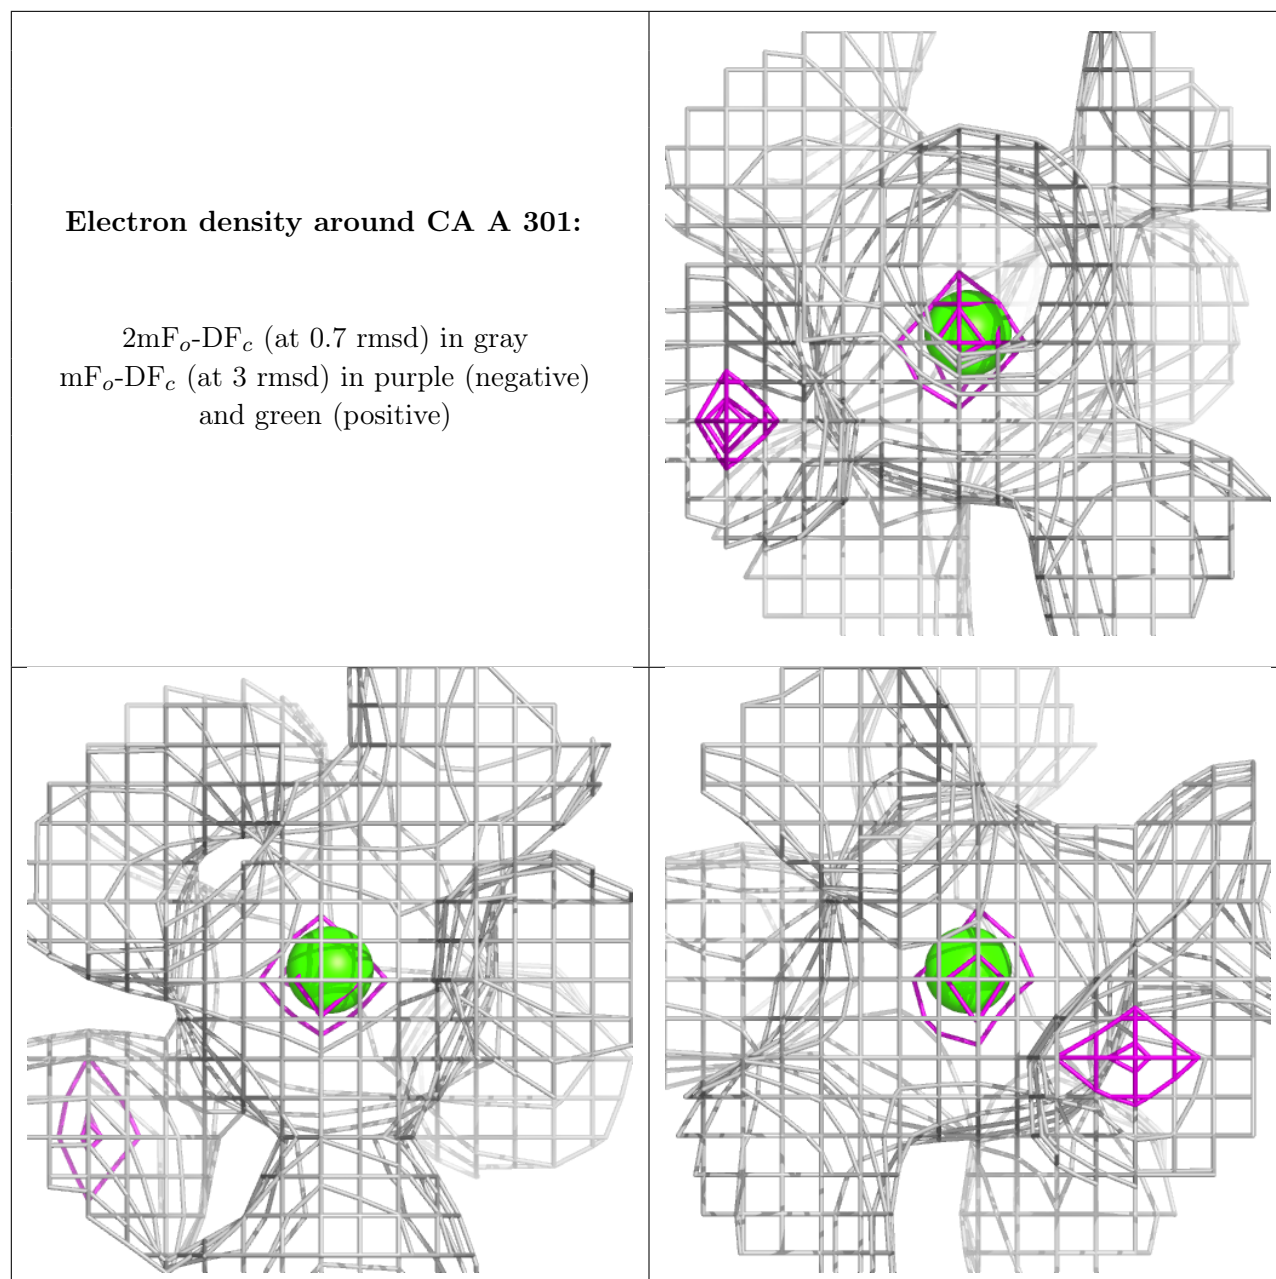 Electron density around CA A 301:
2mFo-DFc (at 0.7 rmsd) in gray
mFo-DFc (at 3 rmsd) in purple (negative)
and green (positive)